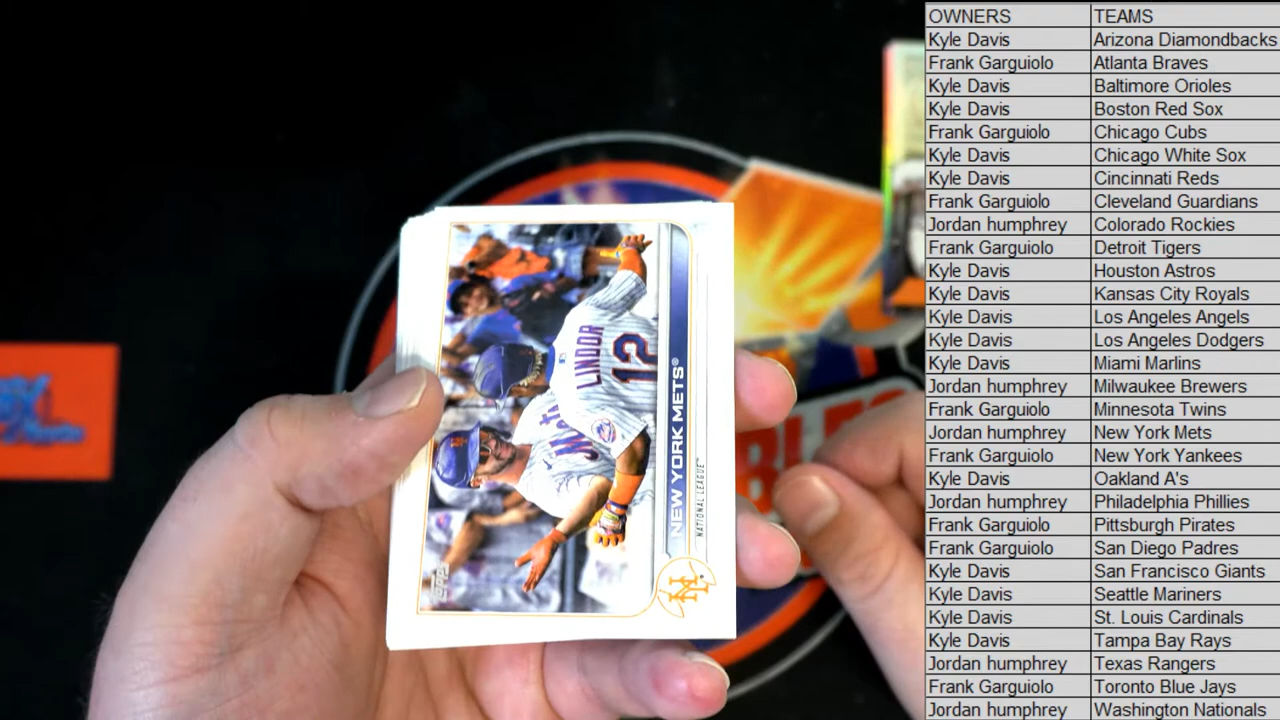 OWNERS TEAMS
Kyle Davis Arizona Diamondbacks
Frank Garguiolo Atlanta Braves
Kyle Davis Baltimore Orioles
Kyle Davis Boston Red Sox
Frank Garguiolo Chicago Cubs
Kyle Davis Chicago White Sox
Kyle Davis Cincinnati Reds
Frank Garguiolo Cleveland Guardians
Jordan humphrey Colorado Rockies
Frank Garguiolo Detroit Tigers
Kyle Davis Houston Astros
Kyle Davis Kansas City Royals
Kyle Davis Los Angeles Angels
Kyle Davis Los Angeles Dodgers
Kyle Davis Miami Marlins
Jordan humphrey Milwaukee Brewers
Frank Garguiolo Minnesota Twins
Jordan humphrey New York Mets
Frank Garguiolo New York Yankees
Kyle Davis Oakland A's
Jordan humphrey Philadelphia Phillies
Frank Garguiolo Pittsburgh Pirates
Frank Garguiolo San Diego Padres
Kyle Davis San Francisco Giants
Kyle Davis Seattle Mariners
Kyle Davis St. Louis Cardinals
Kyle Davis Tampa Bay Rays
Jordan humphrey Texas Rangers
Frank Garguiolo Toronto Blue Jays
Jordan humphrey Washington Nationals
LINDOR
12
NEW YORK METS®
NATIONAL LEAGUE™
TOPPS